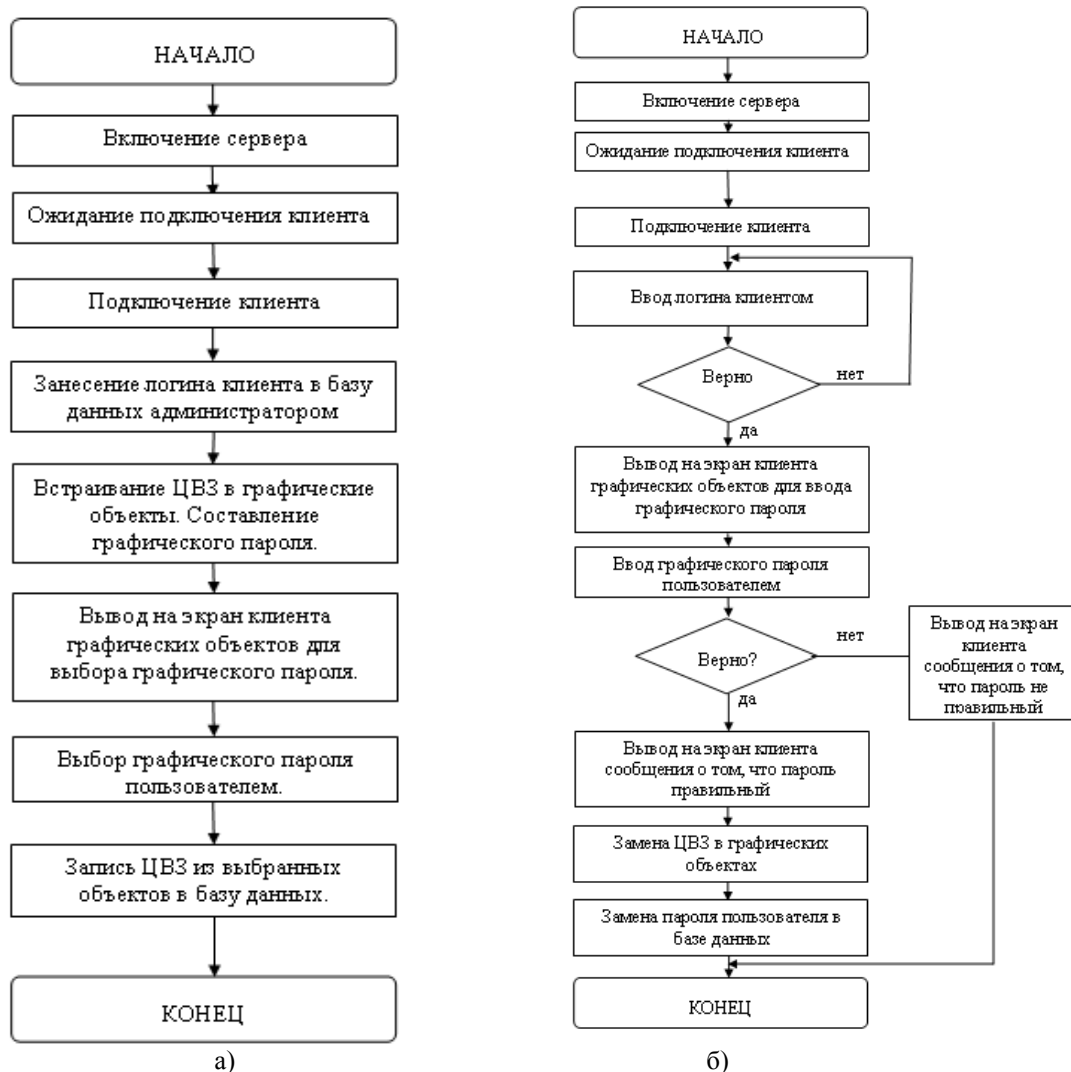 НАЧАЛО
Включение сервера
Ожидание подключения клиента
Подключение клиента
Занесение логина клиента в базу
данных администратором
Встраивание ЦВЗ в графические
объекты. Составление
графического пароля.
Вывод на экран клиента
графических объектов для
выбора графического пароля.
Выбор графического пароля
пользователем.
Запись ЦВЗ из выбранных
объектов в базу данных.
КОНЕЦ
а)
НАЧАЛО
Включение сервера
Ожидание подключения клиента
Подключение клиента
Ввод логина клиентом
Верно
нет
да
Вывод на экран клиента
графических объектов для ввода
графического пароля
Ввод графического пароля
пользователем
Верно?
нет
Вывод на экран
клиента
сообщения о том,
что пароль не
правильный
да
Вывод на экран клиента
сообщения о том, что пароль
правильный
Замена ЦВЗ в графических
объектах
Замена пароля пользователя в
базе данных
КОНЕЦ
б)